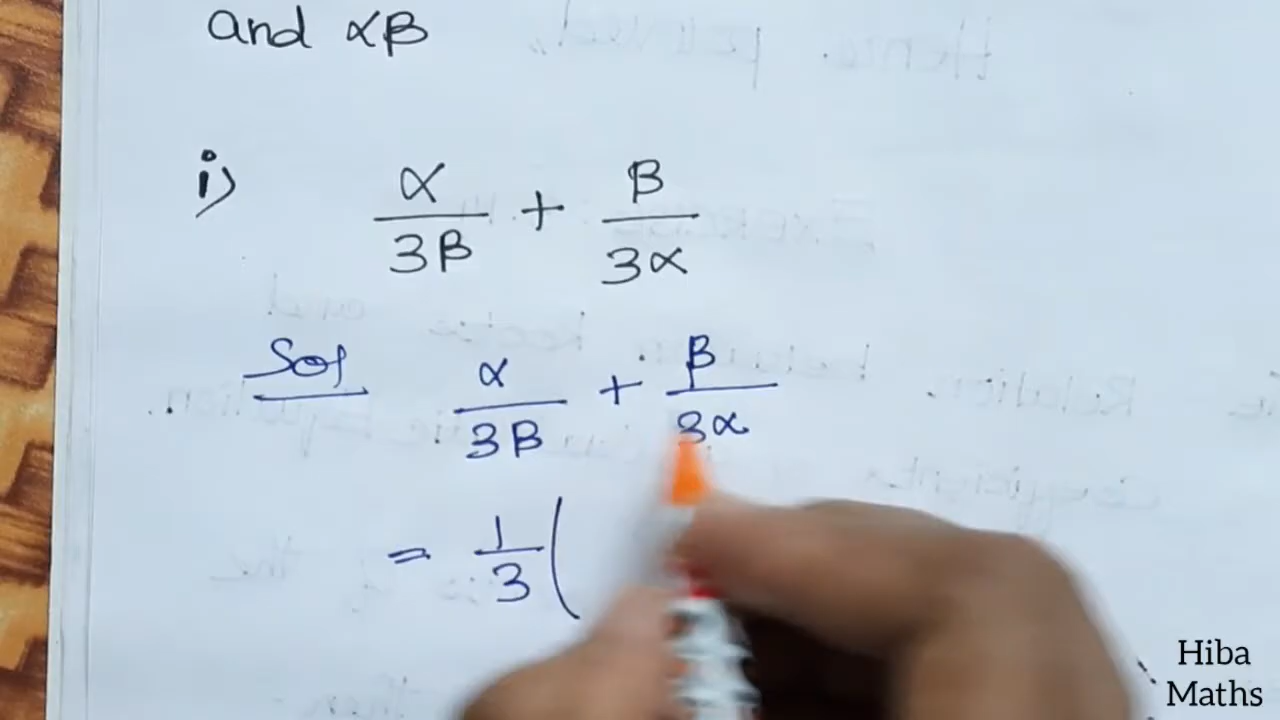 and αβ
i) α/3β + β/3α
Sol α/3β + β/3α
= 1/3 (
Hiba
Maths